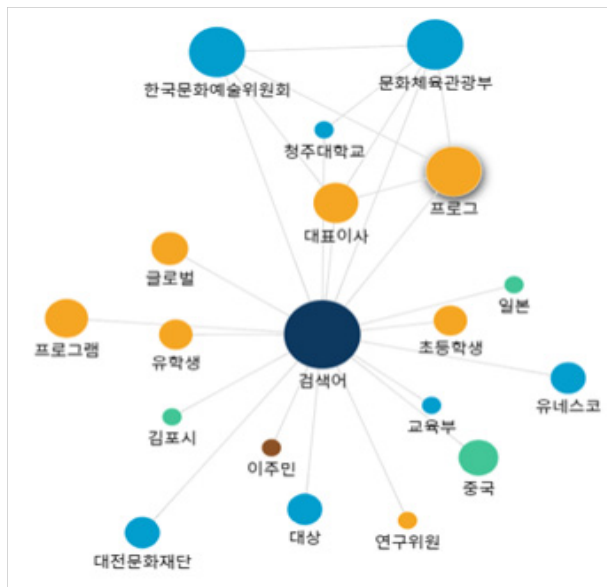 한국문화예술위원회
문화체육관광부
청주대학교
프로그
대표이사
글로벌
일본
프로그램
유학생
초등학생
검색어
유네스코
김포시
교육부
이주민
중국
대상
연구위원
대전문화재단